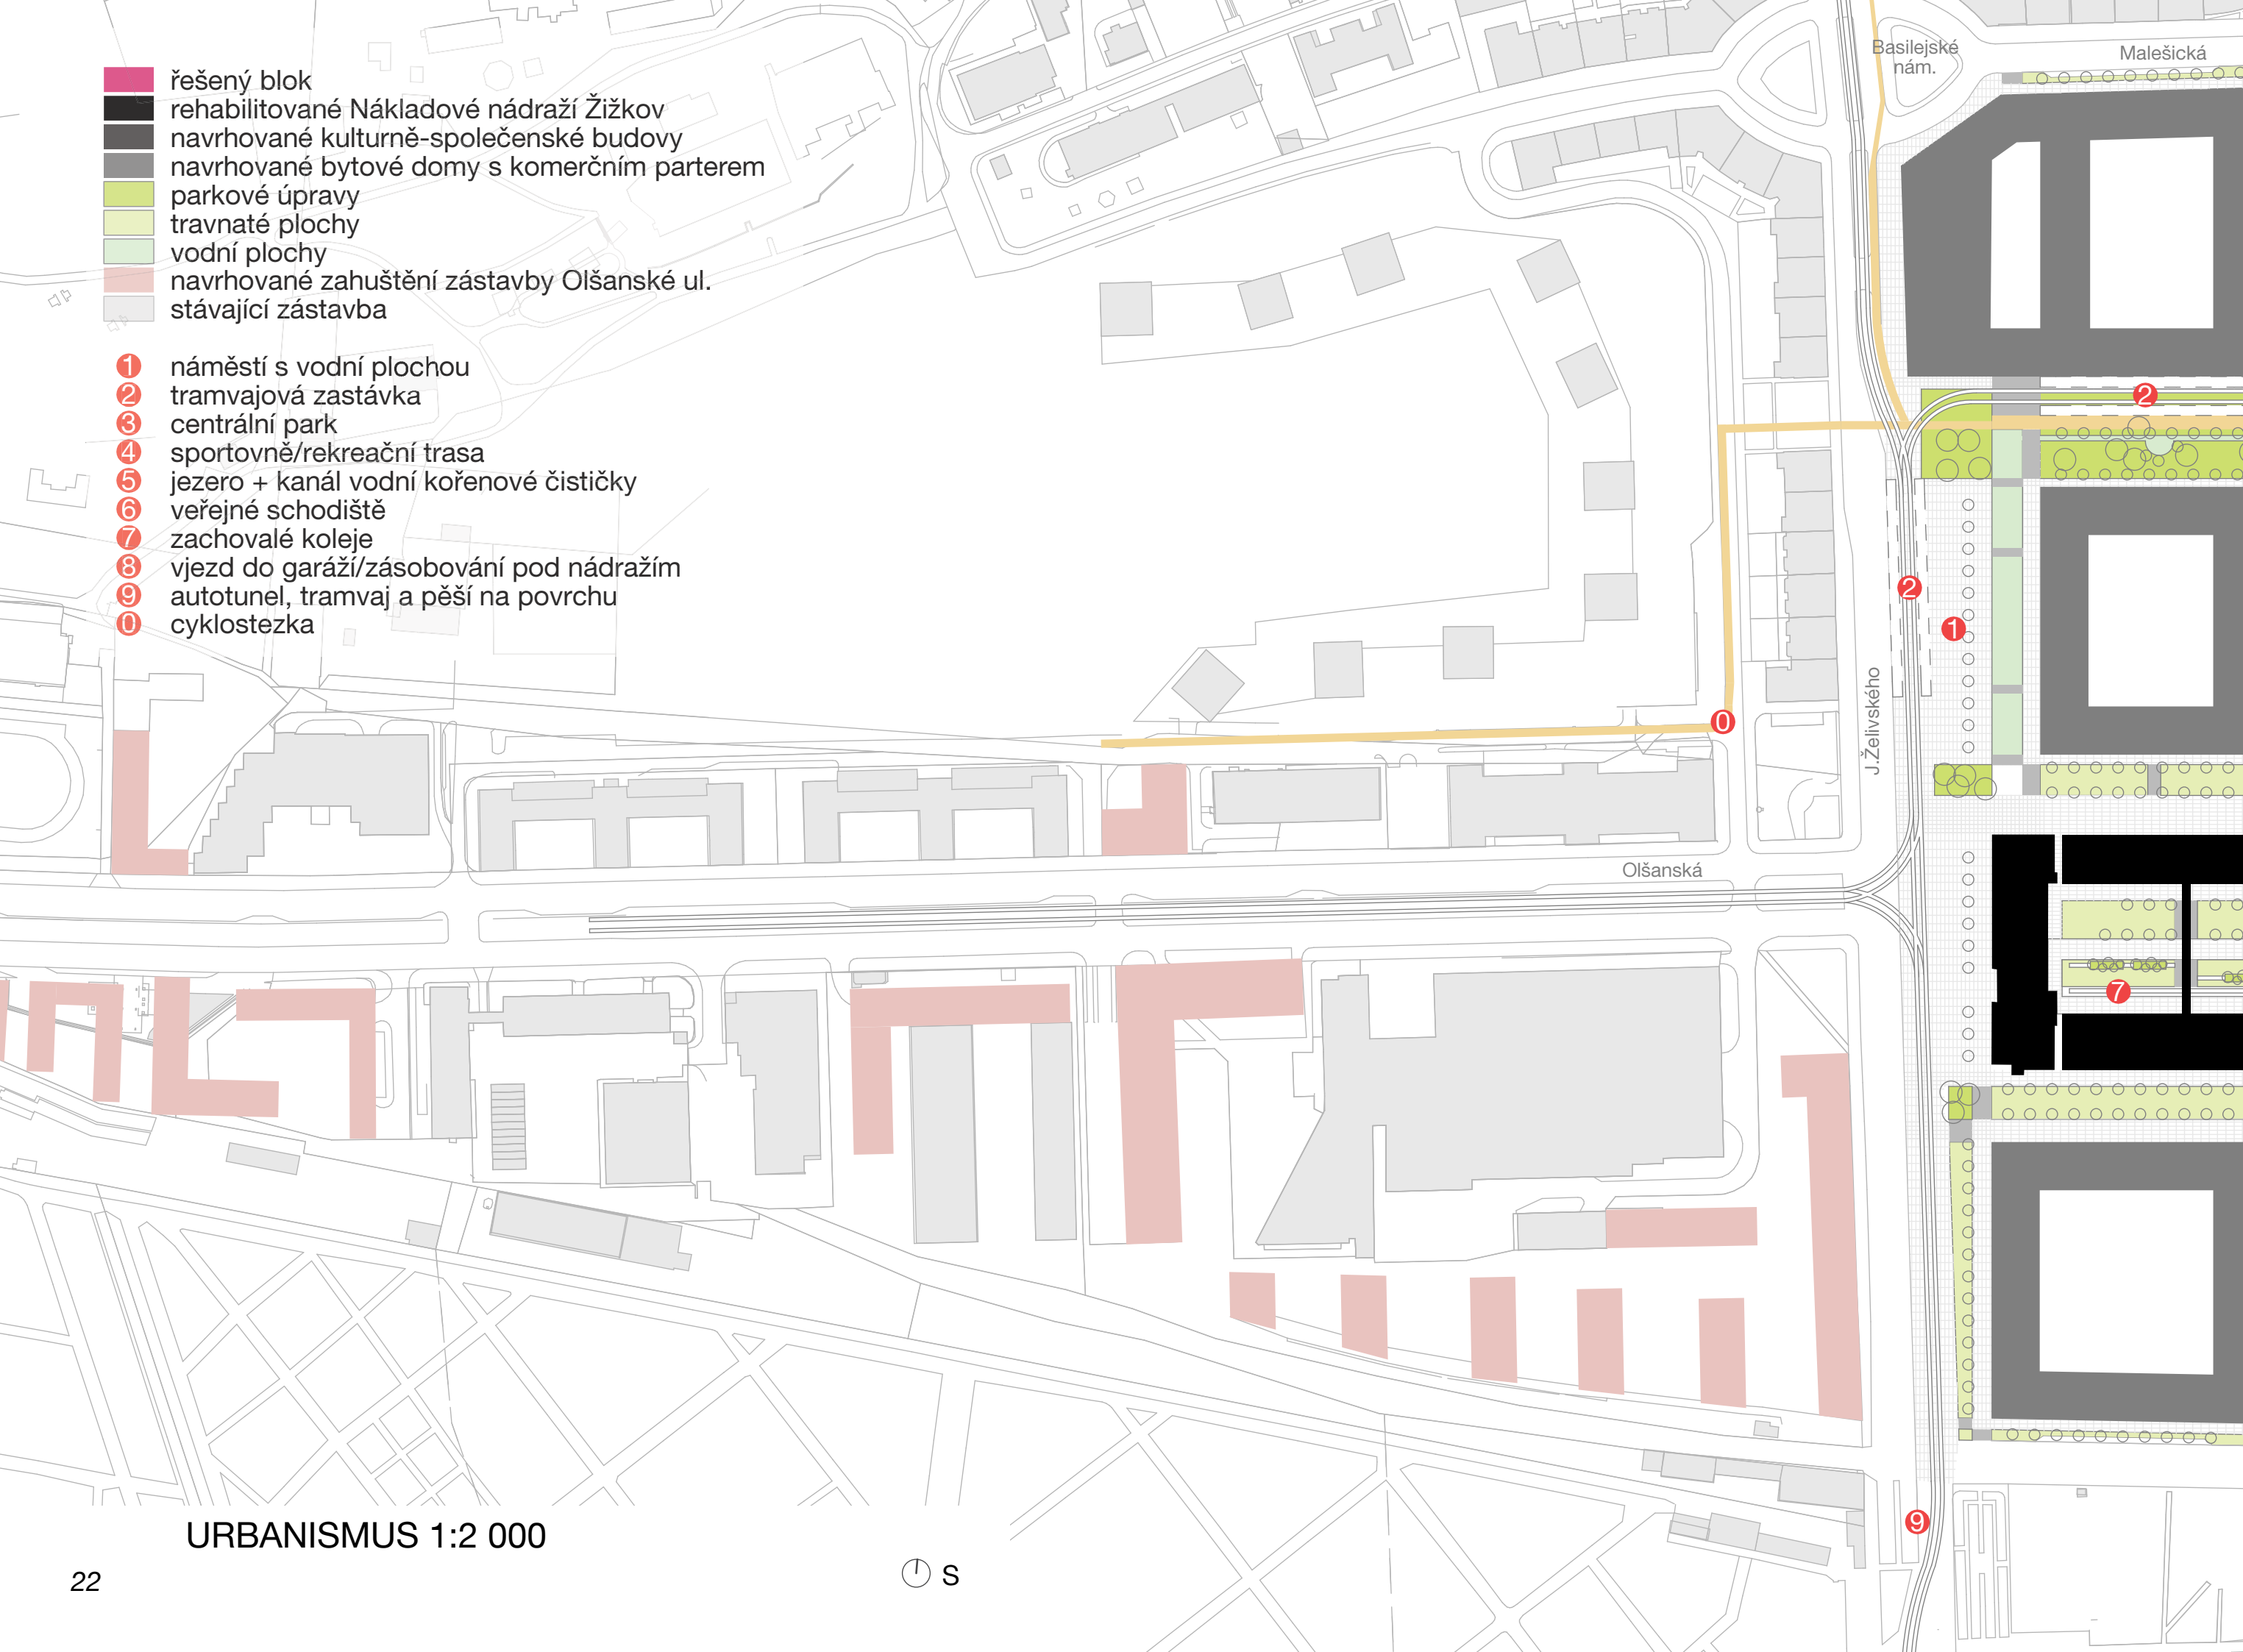 řešený blok
rehabilitované Nákladové nádraží Žižkov
navrhované kulturně-společenské budovy
navrhované bytové domy s komerčním parterem
parkové úpravy
travnaté plochy
vodní plochy
navrhované zahuštění zástavby Olšanské ul.
stávající zástavba
1 náměstí s vodní plochou
2 tramvajová zastávka
3 centrální park
4 sportovně/rekreační trasa
5 jezero + kanál vodní kořenové čističky
6 veřejné schodiště
7 zachovalé koleje
8 vjezd do garáží/zásobování pod nádražím
9 autotunel, tramvaj a pěší na povrchu
0 cyklostezka
Basilejské
nám.
Malešická
2
2
1
J.Želivského
0
Olšanská
7
9
URBANISMUS 1:2 000
S
22